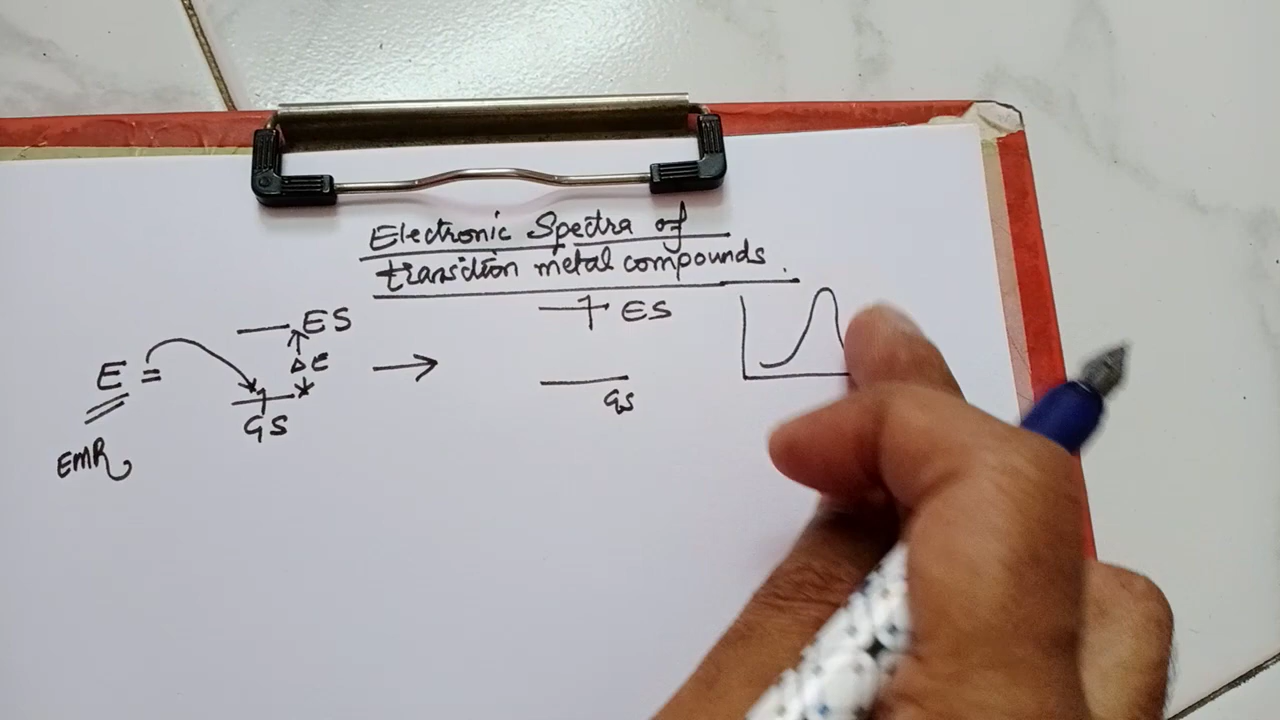 Electronic Spectra of
transition metal compounds.
ES
ΔE
E =
GS
EMR
→
ES
GS